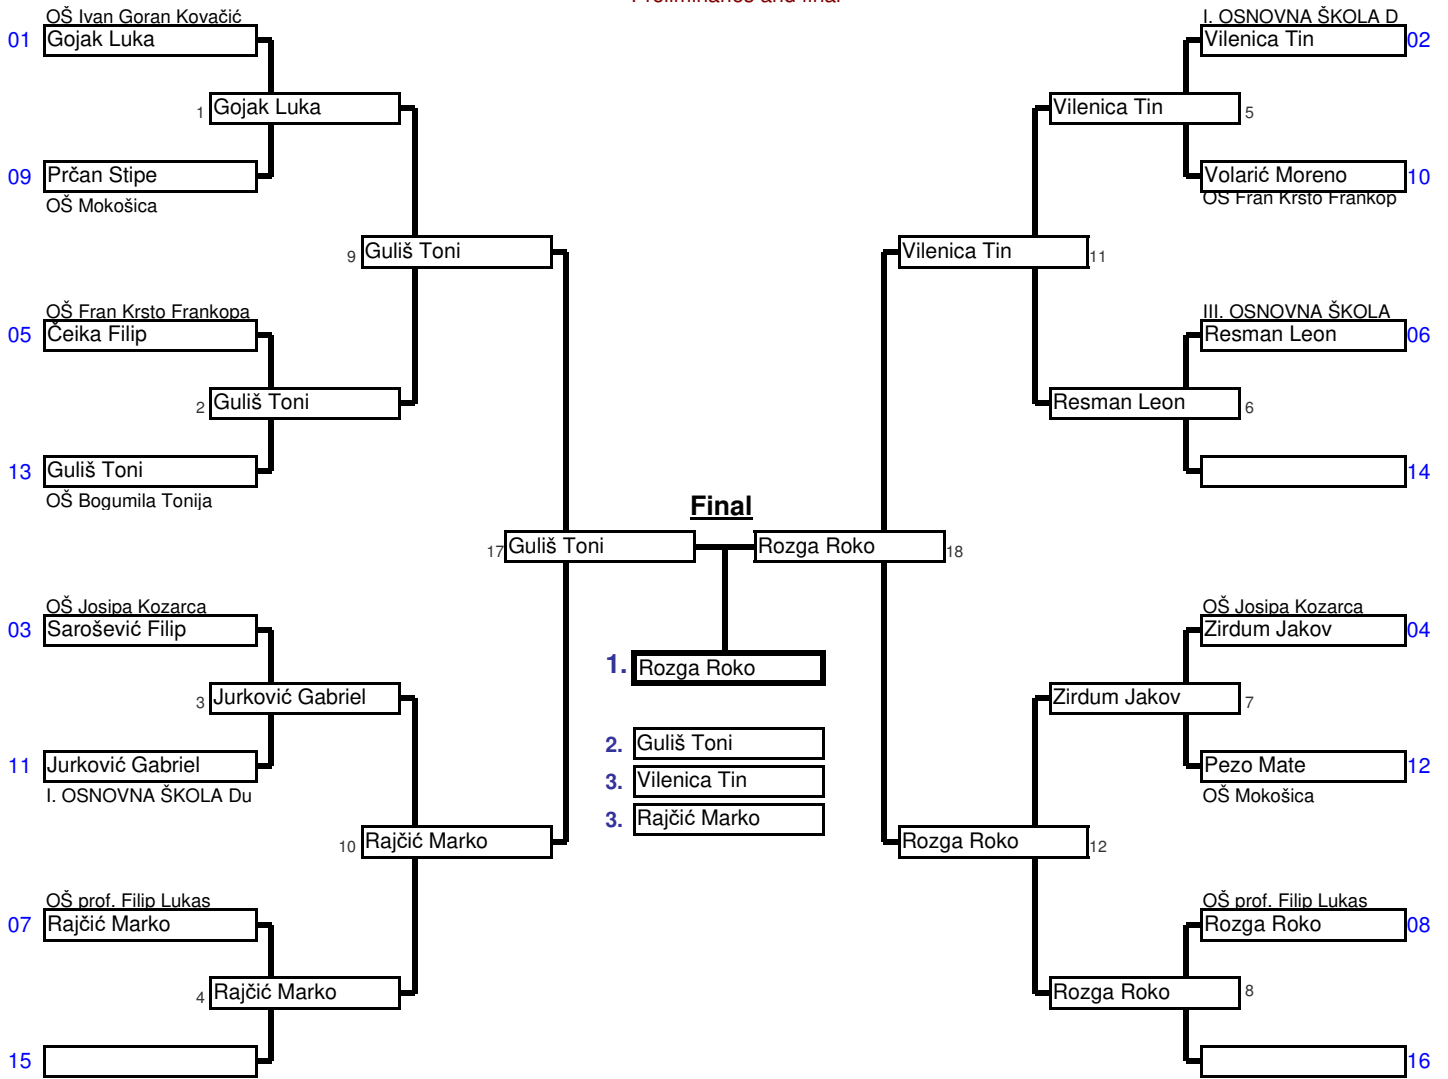 Preliminaries and final
OŠ Ivan Goran Kovačić
01 Gojak Luka
1 Gojak Luka
09 Prčan Stipe
OŠ Mokošica
9 Guliš Toni
OŠ Fran Krsto Frankopa
05 Čeika Filip
2 Guliš Toni
13 Guliš Toni
OŠ Bogumila Tonija
17 Guliš Toni
OŠ Josipa Kozarca
03 Sarošević Filip
3 Jurković Gabriel
11 Jurković Gabriel
I. OSNOVNA ŠKOLA Du
10 Rajčić Marko
OŠ prof. Filip Lukas
07 Rajčić Marko
4 Rajčić Marko
15
Final
1. Rozga Roko
2. Guliš Toni
3. Vilenica Tin
3. Rajčić Marko
I. OSNOVNA ŠKOLA D
Vilenica Tin 02
Vilenica Tin 5
Volarić Moreno 10
OŠ Fran Krsto Frankop
Vilenica Tin 11
III. OSNOVNA ŠKOLA
Resman Leon 06
Resman Leon 6
14
Rozga Roko 18
OŠ Josipa Kozarca
Zirdum Jakov 04
Zirdum Jakov 7
Pezo Mate 12
OŠ Mokošica
Rozga Roko 12
OŠ prof. Filip Lukas
Rozga Roko 08
Rozga Roko 8
16